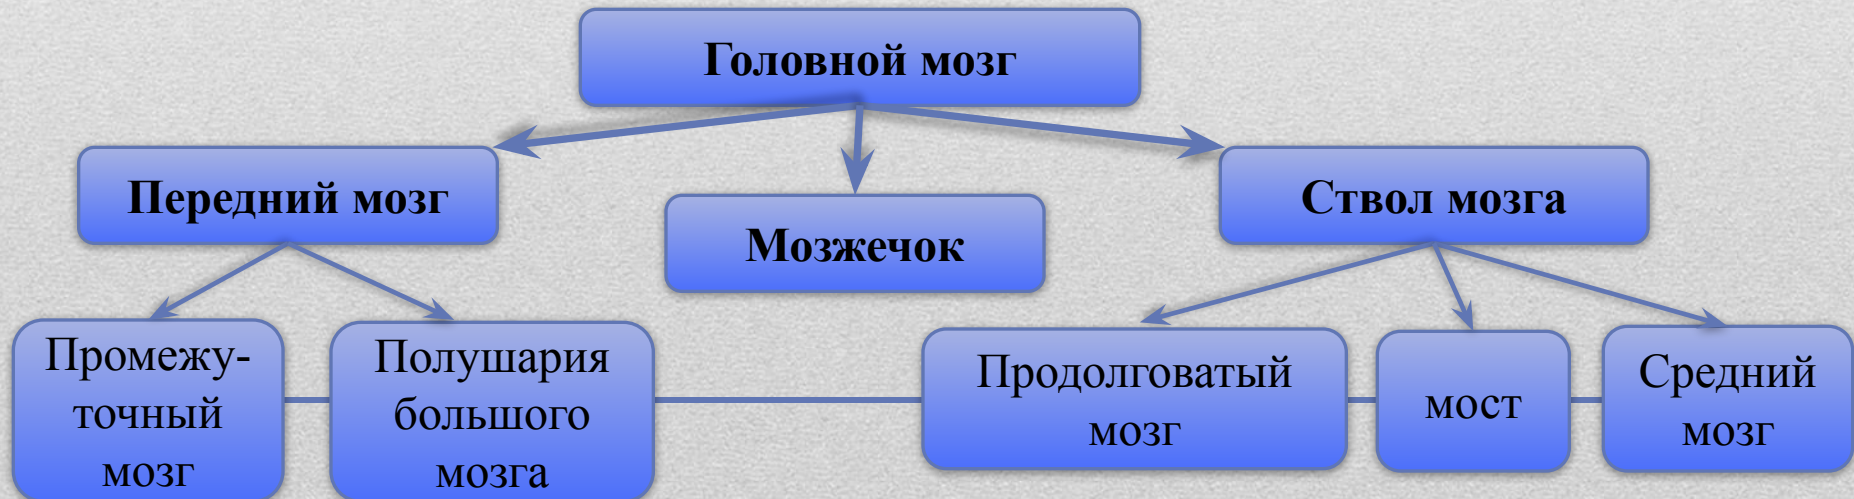 Головной мозг
Передний мозг
Мозжечок
Ствол мозга
Промежу-
точный
мозг
Полушария
большого
мозга
Продолговатый
мозг
мост
Средний
мозг